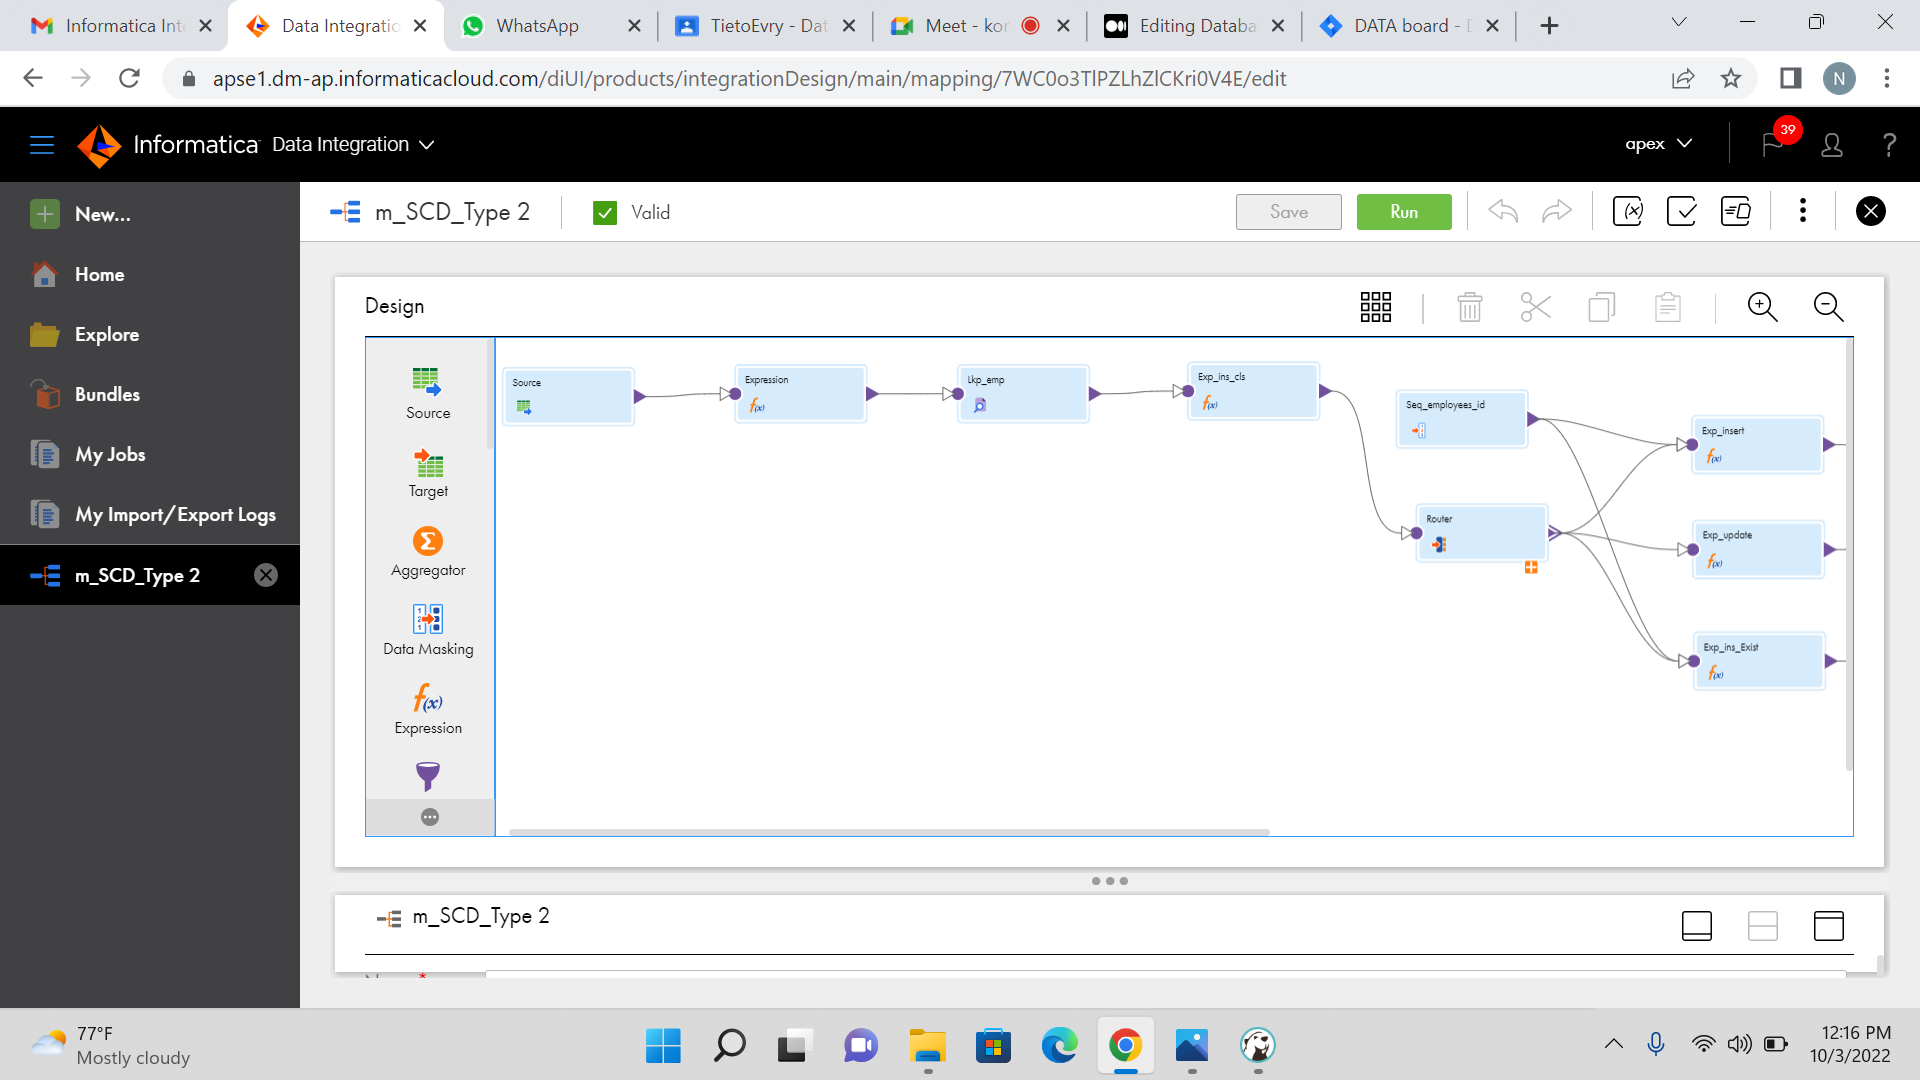 Informatica Inte
Data Integratio
WhatsApp
TietoEvry - Dat
Meet - kor
Editing Databa
DATA board - D
apse1.dm-ap.informaticacloud.com/diUI/products/integrationDesign/main/mapping/7WC0o3TlPZLhZlCKri0V4E/edit
N
Informatica Data Integration
apex
39
?
New...
Home
Explore
Bundles
My Jobs
My Import/Export Logs
m_SCD_Type 2
m_SCD_Type 2
Valid
Save
Run
Design
Source
Target
Aggregator
Data Masking
Expression
Source
Expression
Lkp_emp
Exp_ins_cls
Seq_employees_id
Router
Exp_insert
Exp_update
Exp_ins_Exist
m_SCD_Type 2
77°F
Mostly cloudy
12:16 PM
10/3/2022